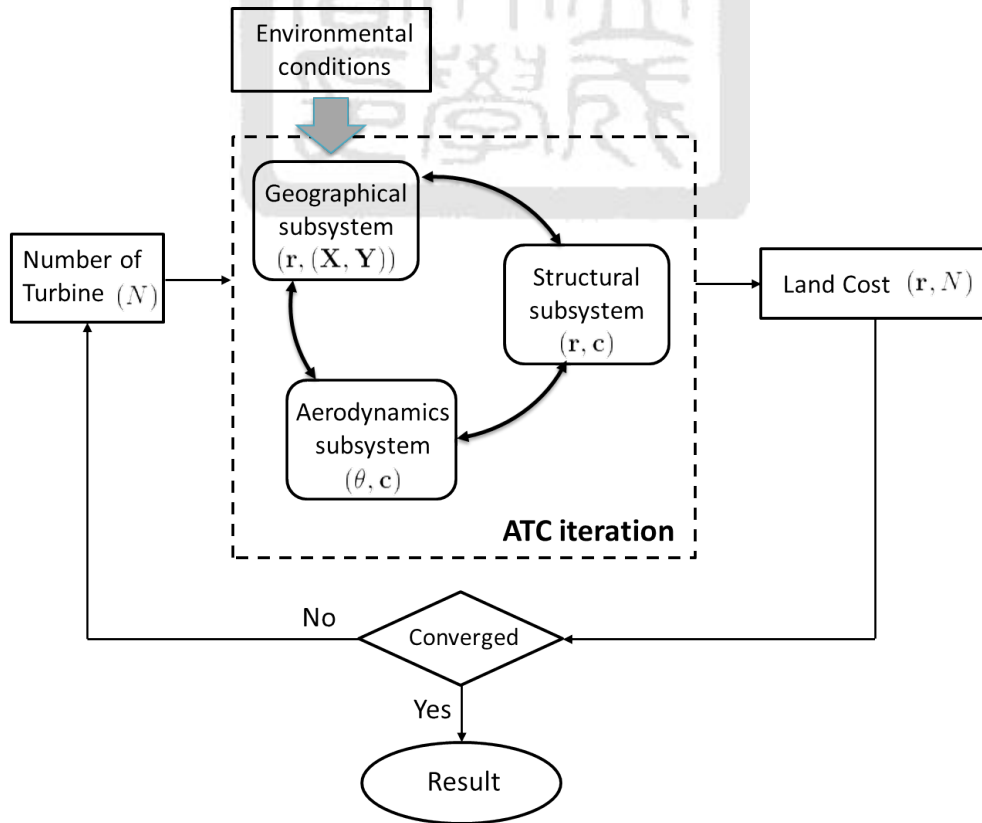 Environmental
conditions
Geographical
subsystem
(r, (X, Y))
Number of
Turbine (N)
Structural
subsystem
(r, c)
Land Cost (r, N)
Aerodynamics
subsystem
(θ, c)
ATC iteration
No
Converged
Yes
Result